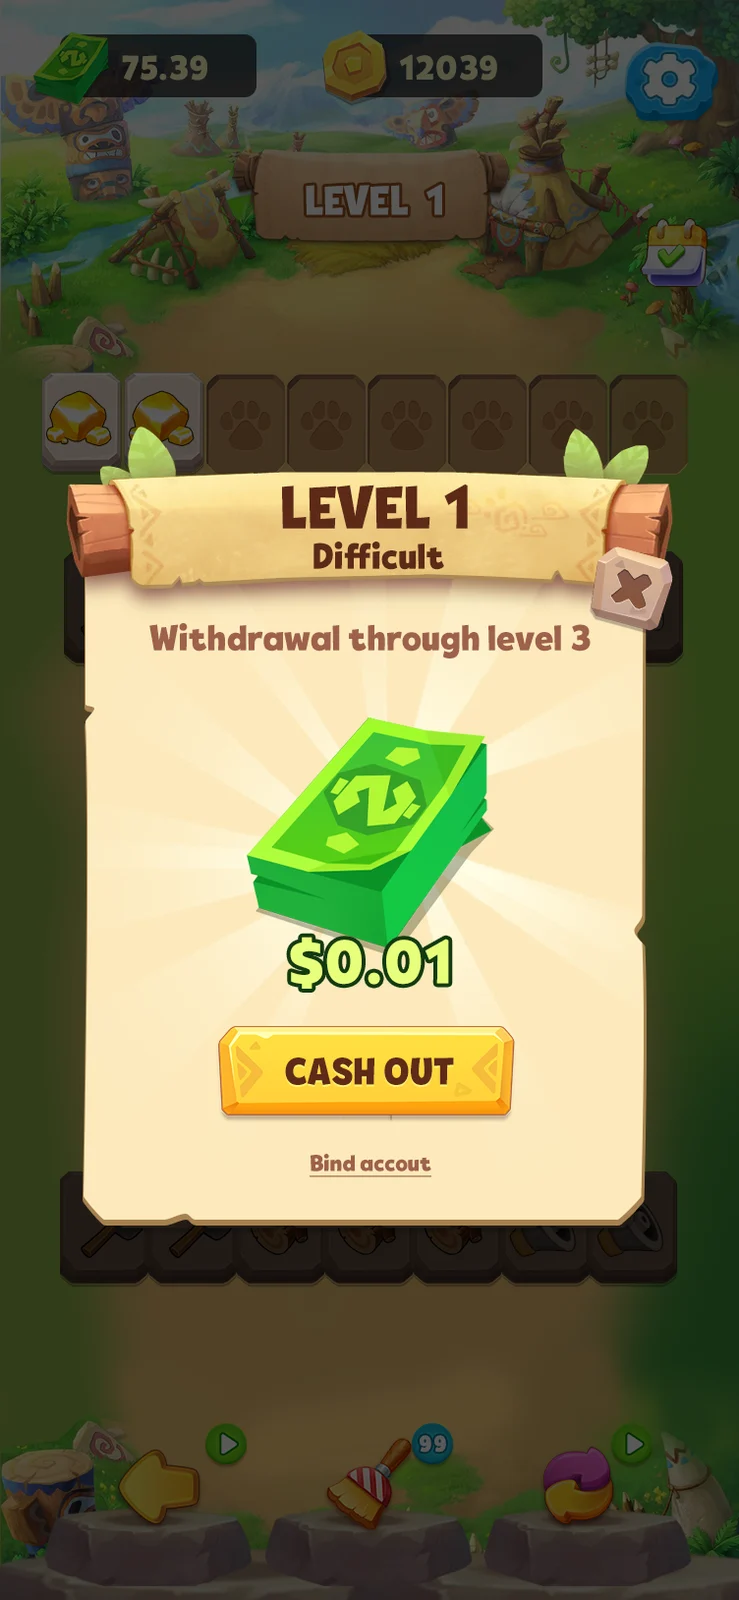 75.39
12039
LEVEL 1
LEVEL 1
Difficult
Withdrawal through level 3
$0.01
CASH OUT
Bind accout
99